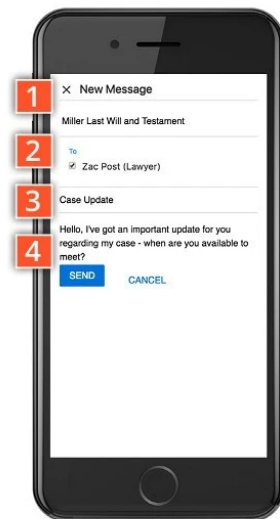 1 × New Message
Miller Last Will and Testament
2 To
Zac Post (Lawyer)
3 Case Update
Hello, I've got an important update for you
4 regarding my case - when are you available to
meet?
SEND CANCEL